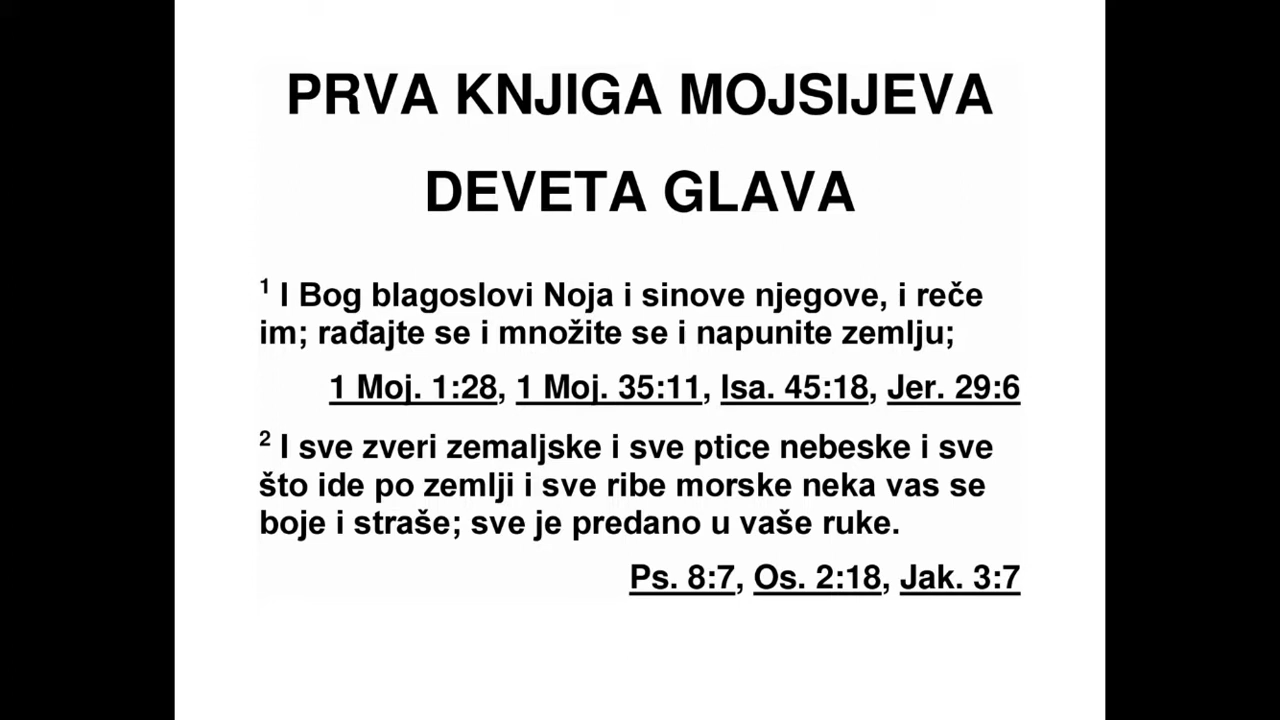 PRVA KNJIGA MOJSIJEVA
DEVETA GLAVA
1 I Bog blagoslovi Noja i sinove njegove, i reče
im; rađajte se i množite se i napunite zemlju;
1 Moj. 1:28, 1 Moj. 35:11, Isa. 45:18, Jer. 29:6
2 I sve zveri zemaljske i sve ptice nebeske i sve
što ide po zemlji i sve ribe morske neka vas se
boje i straše; sve je predano u vaše ruke.
Ps. 8:7, Os. 2:18, Jak. 3:7